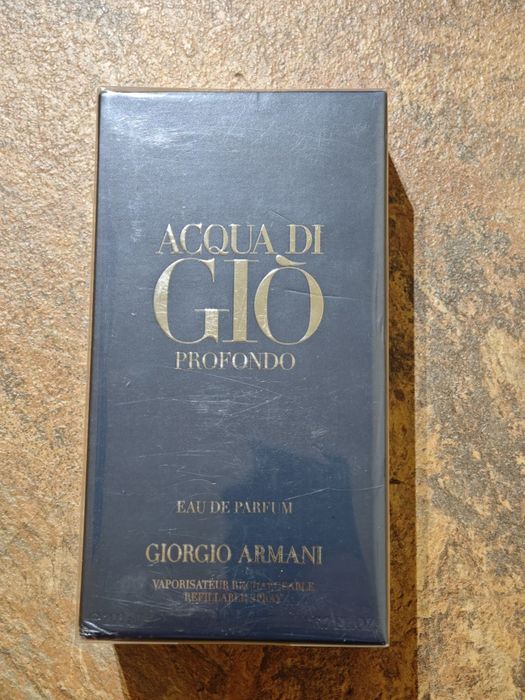 ACQUA DI
GIÒ
PROFONDO
EAU DE PARFUM
GIORGIO ARMANI
VAPORISATEUR RECHARGEABLE
REFILLABLE SPRAY